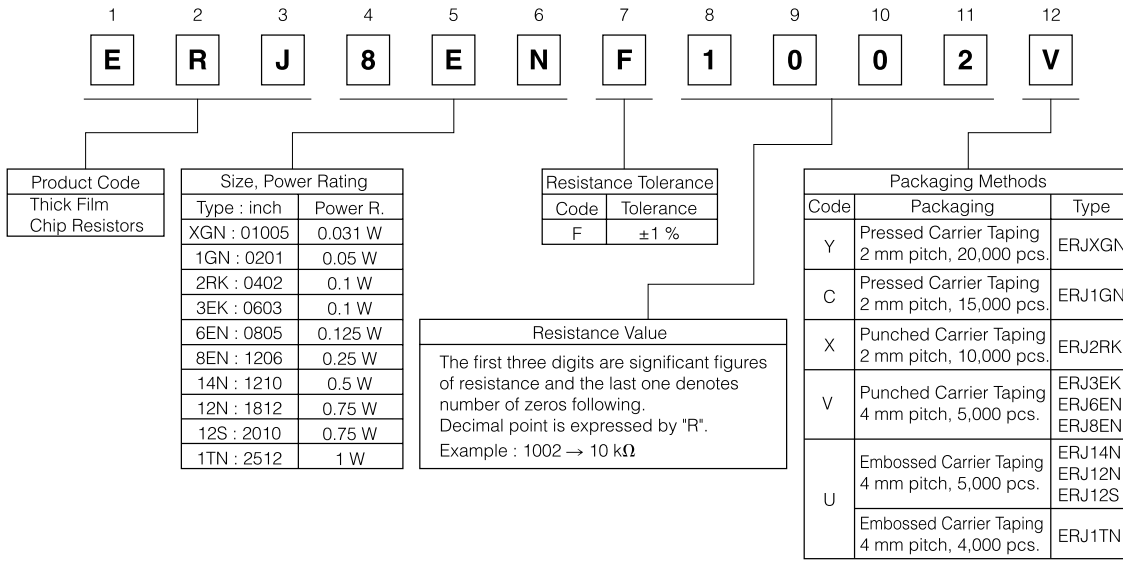 1 2 3 4 5 6 7 8 9 10 11 12
E R J 8 E N F 1 0 0 2 V
Product Code
Thick Film
Chip Resistors
Size, Power Rating
Type : inch Power R.
XGN : 01005 0.031 W
1GN : 0201 0.05 W
2RK : 0402 0.1 W
3EK : 0603 0.1 W
6EN : 0805 0.125 W
8EN : 1206 0.25 W
14N : 1210 0.5 W
12N : 1812 0.75 W
12S : 2010 0.75 W
1TN : 2512 1 W
Resistance Tolerance
Code Tolerance
F ±1 %
Resistance Value
The first three digits are significant figures
of resistance and the last one denotes
number of zeros following.
Decimal point is expressed by "R".
Example : 1002 → 10 kΩ
Packaging Methods
Code Packaging Type
Y Pressed Carrier Taping
2 mm pitch, 20,000 pcs. ERJXGN
C Pressed Carrier Taping
2 mm pitch, 15,000 pcs. ERJ1GN
X Punched Carrier Taping
2 mm pitch, 10,000 pcs. ERJ2RK
V Punched Carrier Taping
4 mm pitch, 5,000 pcs.
ERJ3EK
ERJ6EN
ERJ8EN
U Embossed Carrier Taping
4 mm pitch, 5,000 pcs.
ERJ14N
ERJ12N
ERJ12S
Embossed Carrier Taping
4 mm pitch, 4,000 pcs. ERJ1TN